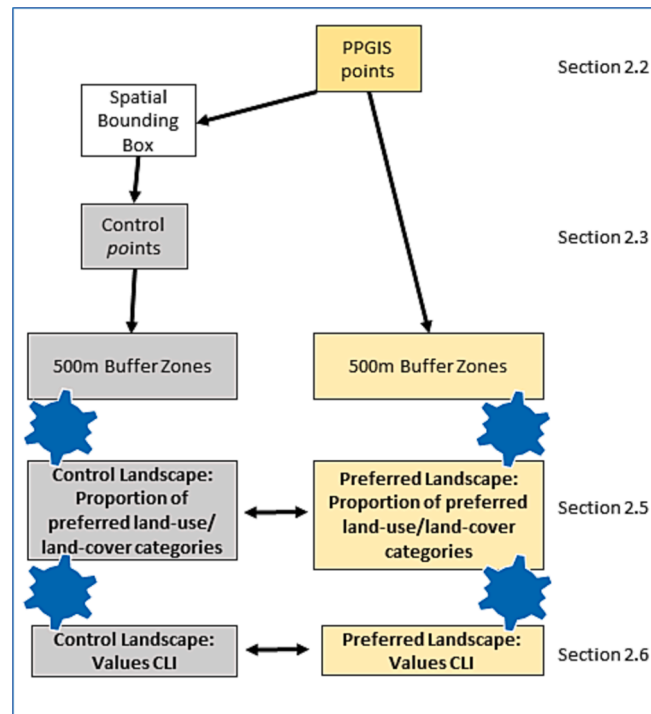 PPGIS
points
Section 2.2
Spatial
Bounding
Box
Control
points
Section 2.3
500m Buffer Zones
500m Buffer Zones
Control Landscape:
Proportion of
preferred land-use/
land-cover categories
Preferred Landscape:
Proportion of preferred
land-use/land-cover
categories
Section 2.5
Control Landscape:
Values CLI
Preferred Landscape:
Values CLI
Section 2.6